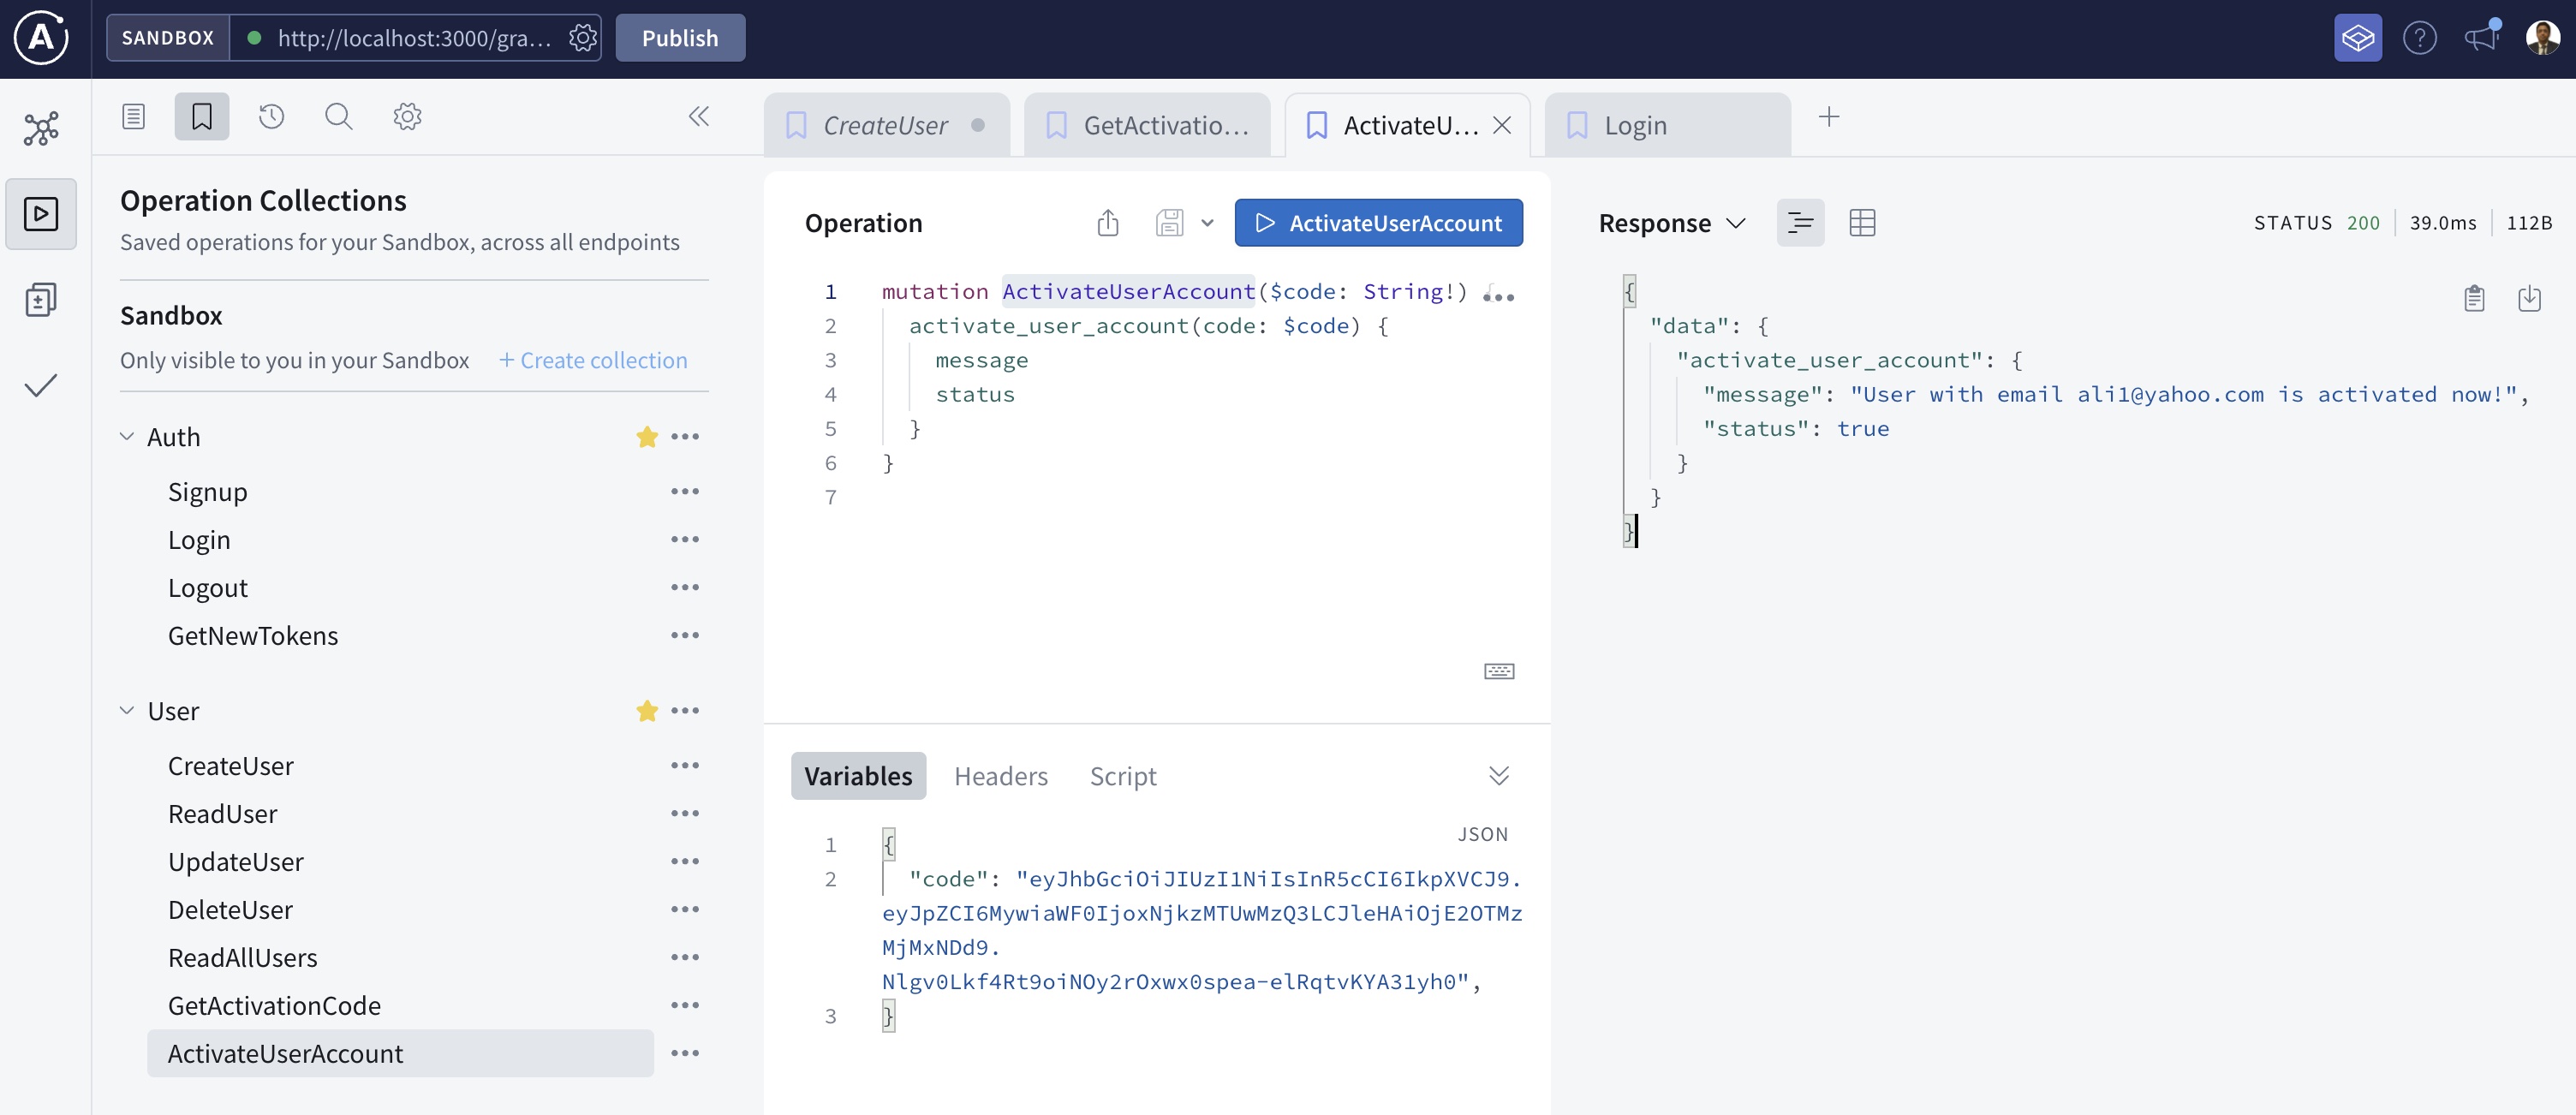 SANDBOX http://localhost:3000/gra... Publish
Operation Collections
Saved operations for your Sandbox, across all endpoints
Sandbox
Only visible to you in your Sandbox + Create collection
Auth
Signup
Login
Logout
GetNewTokens
User
CreateUser
ReadUser
UpdateUser
DeleteUser
ReadAllUsers
GetActivationCode
ActivateUserAccount
CreateUser GetActivatio... ActivateU... Login
Operation ActivateUserAccount
1 mutation ActivateUserAccount($code: String!) {
2 activate_user_account(code: $code) {
3 message
4 status
5 }
6 }
7
Variables Headers Script
JSON
1 {
2 "code": "eyJhbGciOiJIUzI1NiIsInR5cCI6IkpXVCJ9.
eyJpZCI6MywiaWF0IjoxNjkzMTUwMzQ3LCJleHAiOjE2OTMz
MjMxNDd9.
Nlgv0Lkf4Rt9oiNOy2rOxwx0spea-elRqtvKYA31yh0",
3 }
Response STATUS 200 39.0ms 112B
{
"data": {
"activate_user_account": {
"message": "User with email ali1@yahoo.com is activated now!",
"status": true
}
}
}